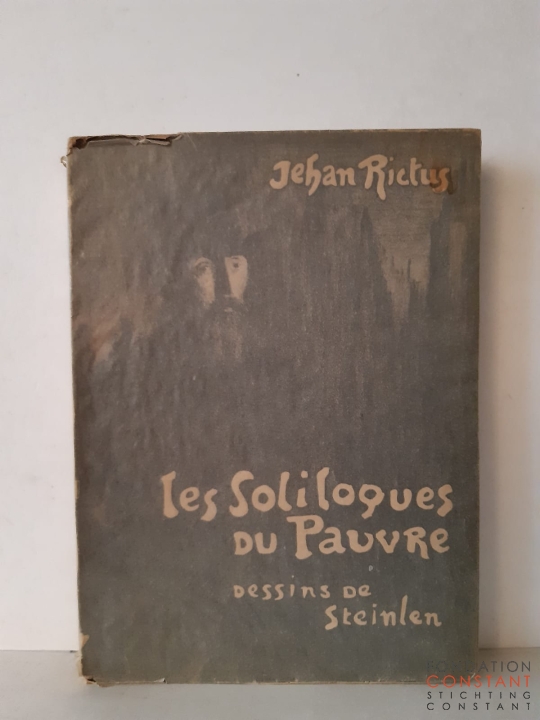 Jehan Rictus
les Soliloques
DU PAUVRE
Dessins De
Steinlen
FONDATION
CONSTANT
STICHTING
CONSTANT